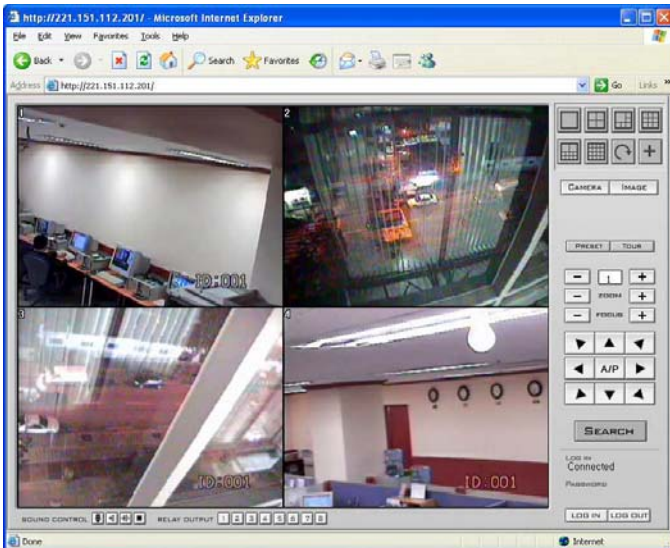 http://221.151.112.201/ - Microsoft Internet Explorer
File Edit View Favorites Tools Help
Back Search Favorites
Address http://221.151.112.201/ Go Links »
1
2
ID:001
3
4
ID:001
ID:001
CAMERA IMAGE
PRESET TOUR
1
ZOOM
FOCUS
A/P
SEARCH
LOG IN
Connected
PASSWORD
LOG IN LOG OUT
SOUND CONTROL RELAY OUTPUT 1 2 3 4 5 6 7 8
Done Internet